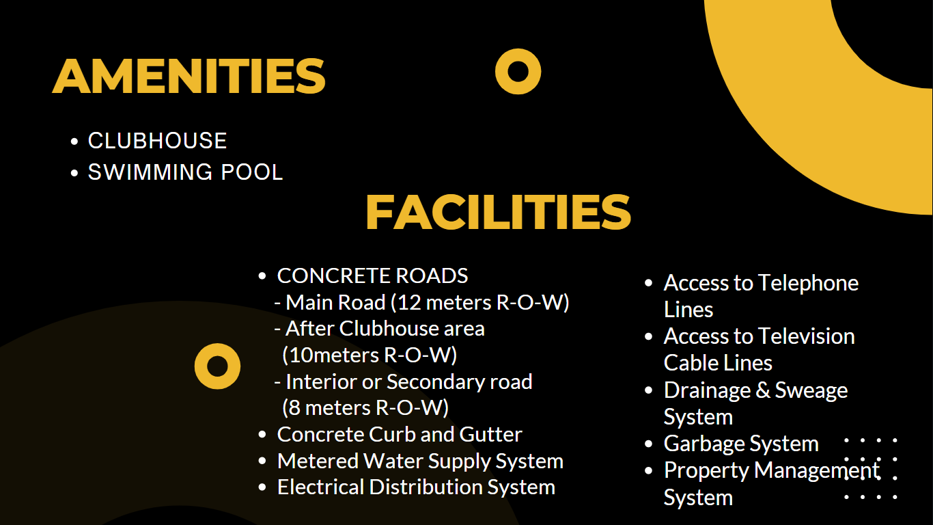 AMENITIES
• CLUBHOUSE
• SWIMMING POOL
FACILITIES
• CONCRETE ROADS
- Main Road (12 meters R-O-W)
- After Clubhouse area
(10meters R-O-W)
- Interior or Secondary road
(8 meters R-O-W)
• Concrete Curb and Gutter
• Metered Water Supply System
• Electrical Distribution System
• Access to Telephone
Lines
• Access to Television
Cable Lines
• Drainage & Sweage
System
• Garbage System
• Property Management
System